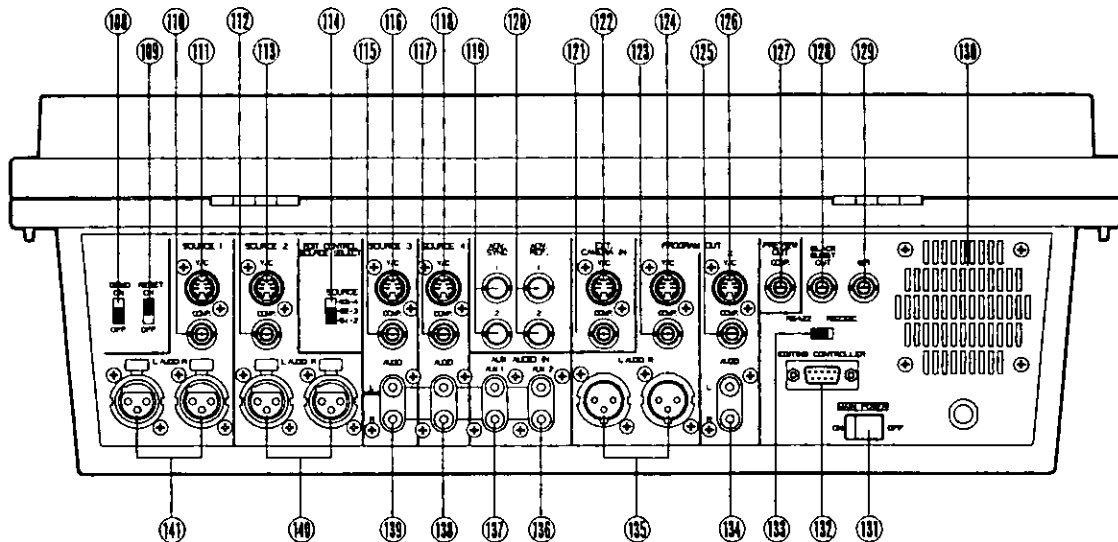 108 110 112 114 116 118 120 122 124 126
109 111 113 115 117 119 121 123 125 127 128 129 130
SOURCE 1 SOURCE 2 EDIT CONTROL SOURCE 3 SOURCE 4 ADV. ADV. EXT. PROGRAM OUT PREVIEW BLACK
SOURCE SELECT SYNC REF. CAMERA IN OUT BURST
Y/C Y/C Y/C Y/C 1 1 Y/C Y/C 2 COMP. OUT
Y/C
DEMO RESET SOURCE
ON ON
OFF OFF
COMP. COMP. COMP. COMP. 2 2 COMP. COMP. COMP. RS-422
L AUDIO R L AUDIO R AUDIO AUDIO AUX AUDIO IN L AUDIO R AUDIO EDITING CONTROLLER
AUX 1 AUX 2
L L
R R
MAIN POWER
ON OFF
141 140 139 138 137 136 135 134 133 132 131